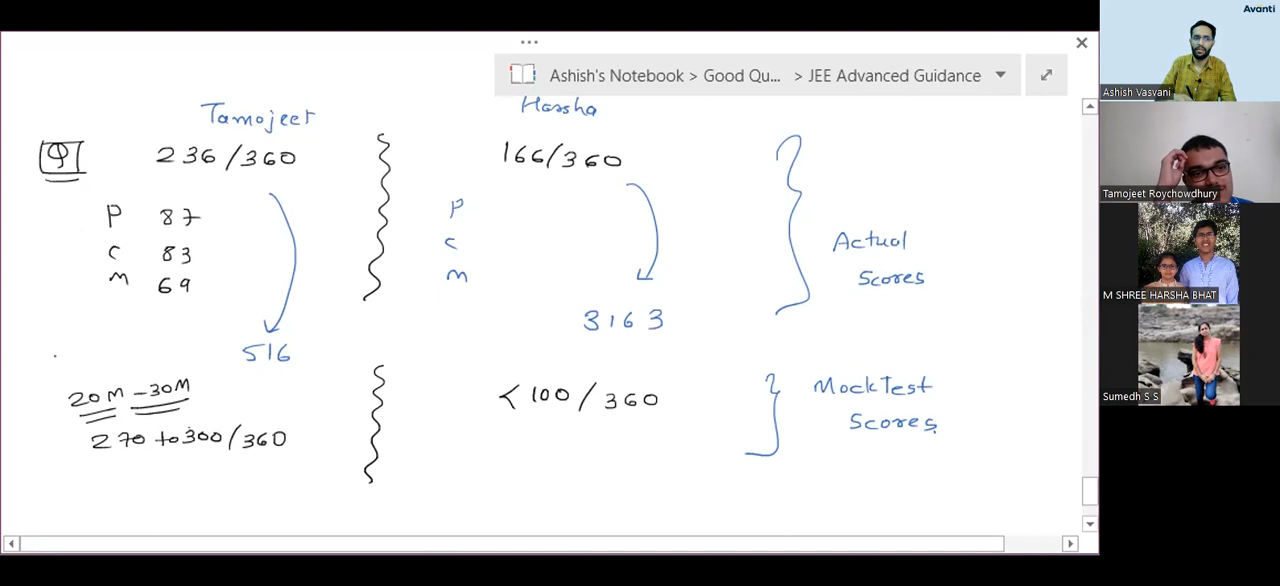 Avanti
...
Ashish's Notebook > Good Qu... > JEE Advanced Guidance
Ashish Vasvani
Tamojeet Roychowdhury
M SHREE HARSHA BHAT
Sumedh S S
Tamojeet
Harsha
Q 236/360
166/360
P 87
C 83
M 69
P
C
M
Actual
Scores
516
3163
20M - 30M
270 to 300/360
< 100/360
Mock Test
Scores